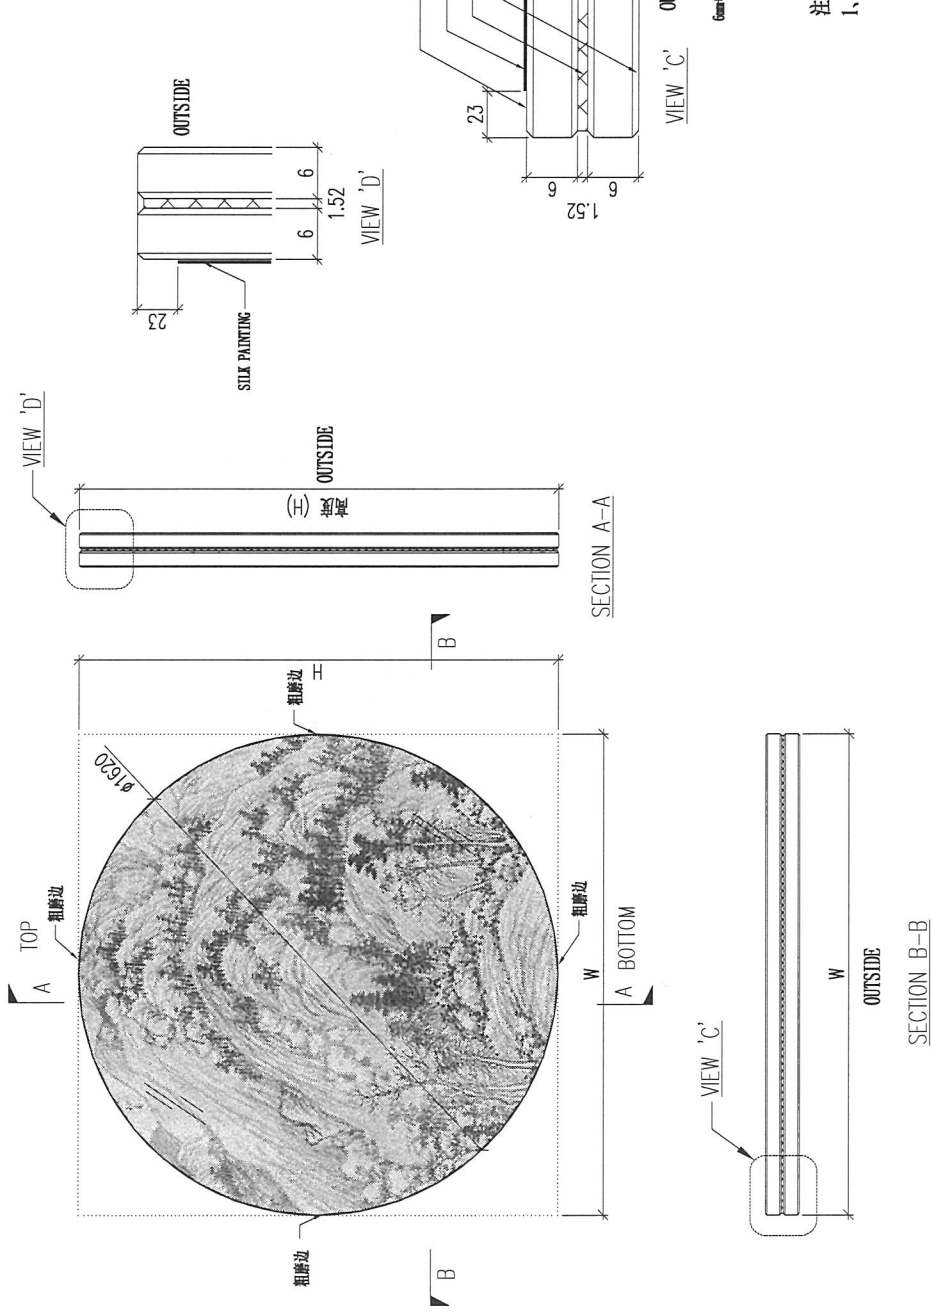 TOP
A
粗磨边
ø1620
粗磨边
粗磨边
粗磨边
H
B
B
W
A
BOTTOM
VIEW 'D'
高度 (H)
OUTSIDE
SECTION A-A
23
SILK PAINTING
OUTSIDE
6
1.52
6
VIEW 'D'
VIEW 'C'
W
OUTSIDE
SECTION B-B
23
6
1.52
6
VIEW 'C'
注
1、